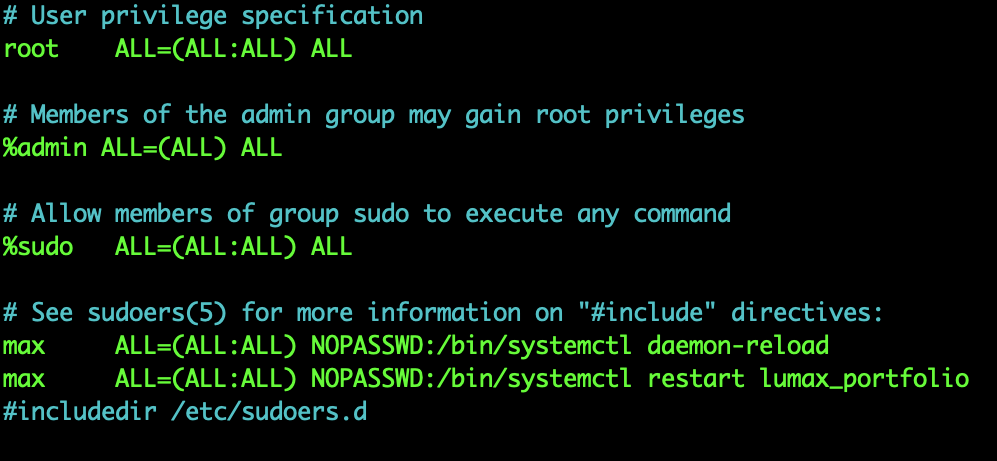 # User privilege specification
root    ALL=(ALL:ALL) ALL
# Members of the admin group may gain root privileges
%admin ALL=(ALL) ALL
# Allow members of group sudo to execute any command
%sudo   ALL=(ALL:ALL) ALL
# See sudoers(5) for more information on "#include" directives:
max     ALL=(ALL:ALL) NOPASSWD:/bin/systemctl daemon-reload
max     ALL=(ALL:ALL) NOPASSWD:/bin/systemctl restart lumax_portfolio
#includedir /etc/sudoers.d